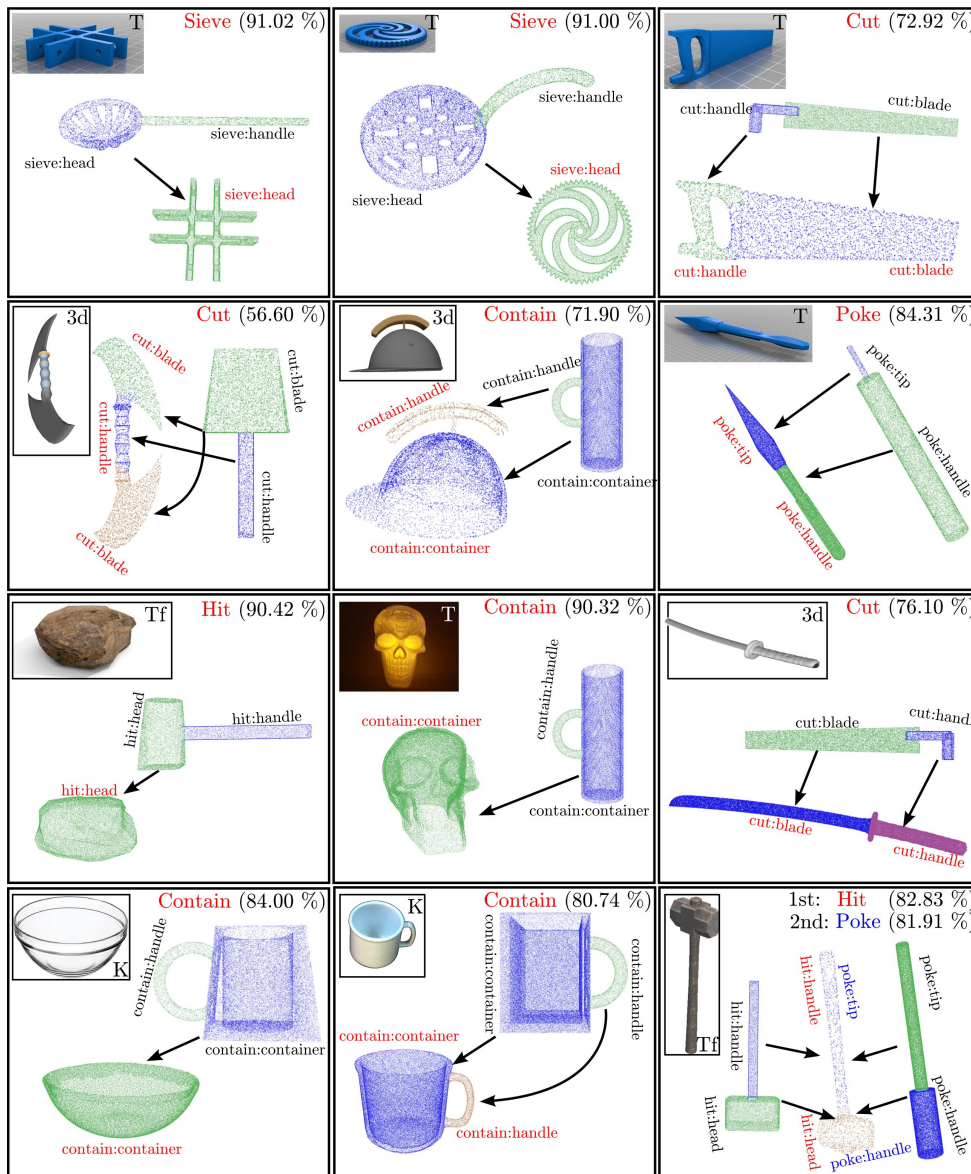 T
Sieve (91.02 %)
sieve:handle
sieve:head
sieve:head
T
Sieve (91.00 %)
sieve:handle
sieve:head
sieve:head
T
Cut (72.92 %)
cut:handle
cut:blade
cut:handle
cut:blade
3d
Cut (56.60 %)
cut:blade
cut:blade
cut:handle
cut:handle
cut:blade
3d
Contain (71.90 %)
contain:handle
contain:handle
contain:container
contain:container
T
Poke (84.31 %)
poke:tip
poke:tip
poke:handle
poke:handle
Tf
Hit (90.42 %)
hit:head
hit:handle
hit:head
T
Contain (90.32 %)
contain:handle
contain:container
contain:container
3d
Cut (76.10 %)
cut:blade
cut:handl
cut:blade
cut:handle
K
Contain (84.00 %)
contain:handle
contain:container
contain:container
K
Contain (80.74 %)
contain:container
contain:handle
contain:container
contain:handle
1st: Hit (82.83 %)
2nd: Poke (81.91 %)
Tf
hit:handle
hit:handle
poke:tip
poke:tip
hit:head
hit:head
poke:handle
poke:handle